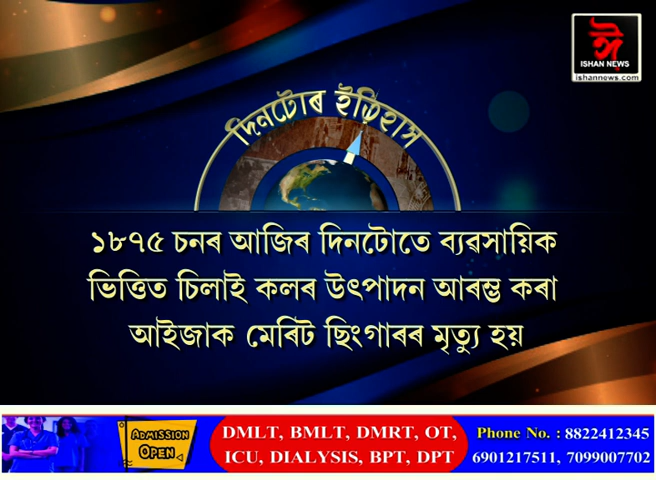 ঈ
ISHAN NEWS
ishannews.com
দিনটোৰ ইতিহাস
১৮৭৫ চনৰ আজিৰ দিনটোতে ব্যৱসায়িক
ভিত্তিত চিলাই কলৰ উৎপাদন আৰম্ভ কৰা
আইজাক মেৰিট ছিংগাৰৰ মৃত্যু হয়
ADMISSION
OPEN
DMLT, BMLT, DMRT, OT,
ICU, DIALYSIS, BPT, DPT
Phone No. : 8822412345
6901217511, 7099007702